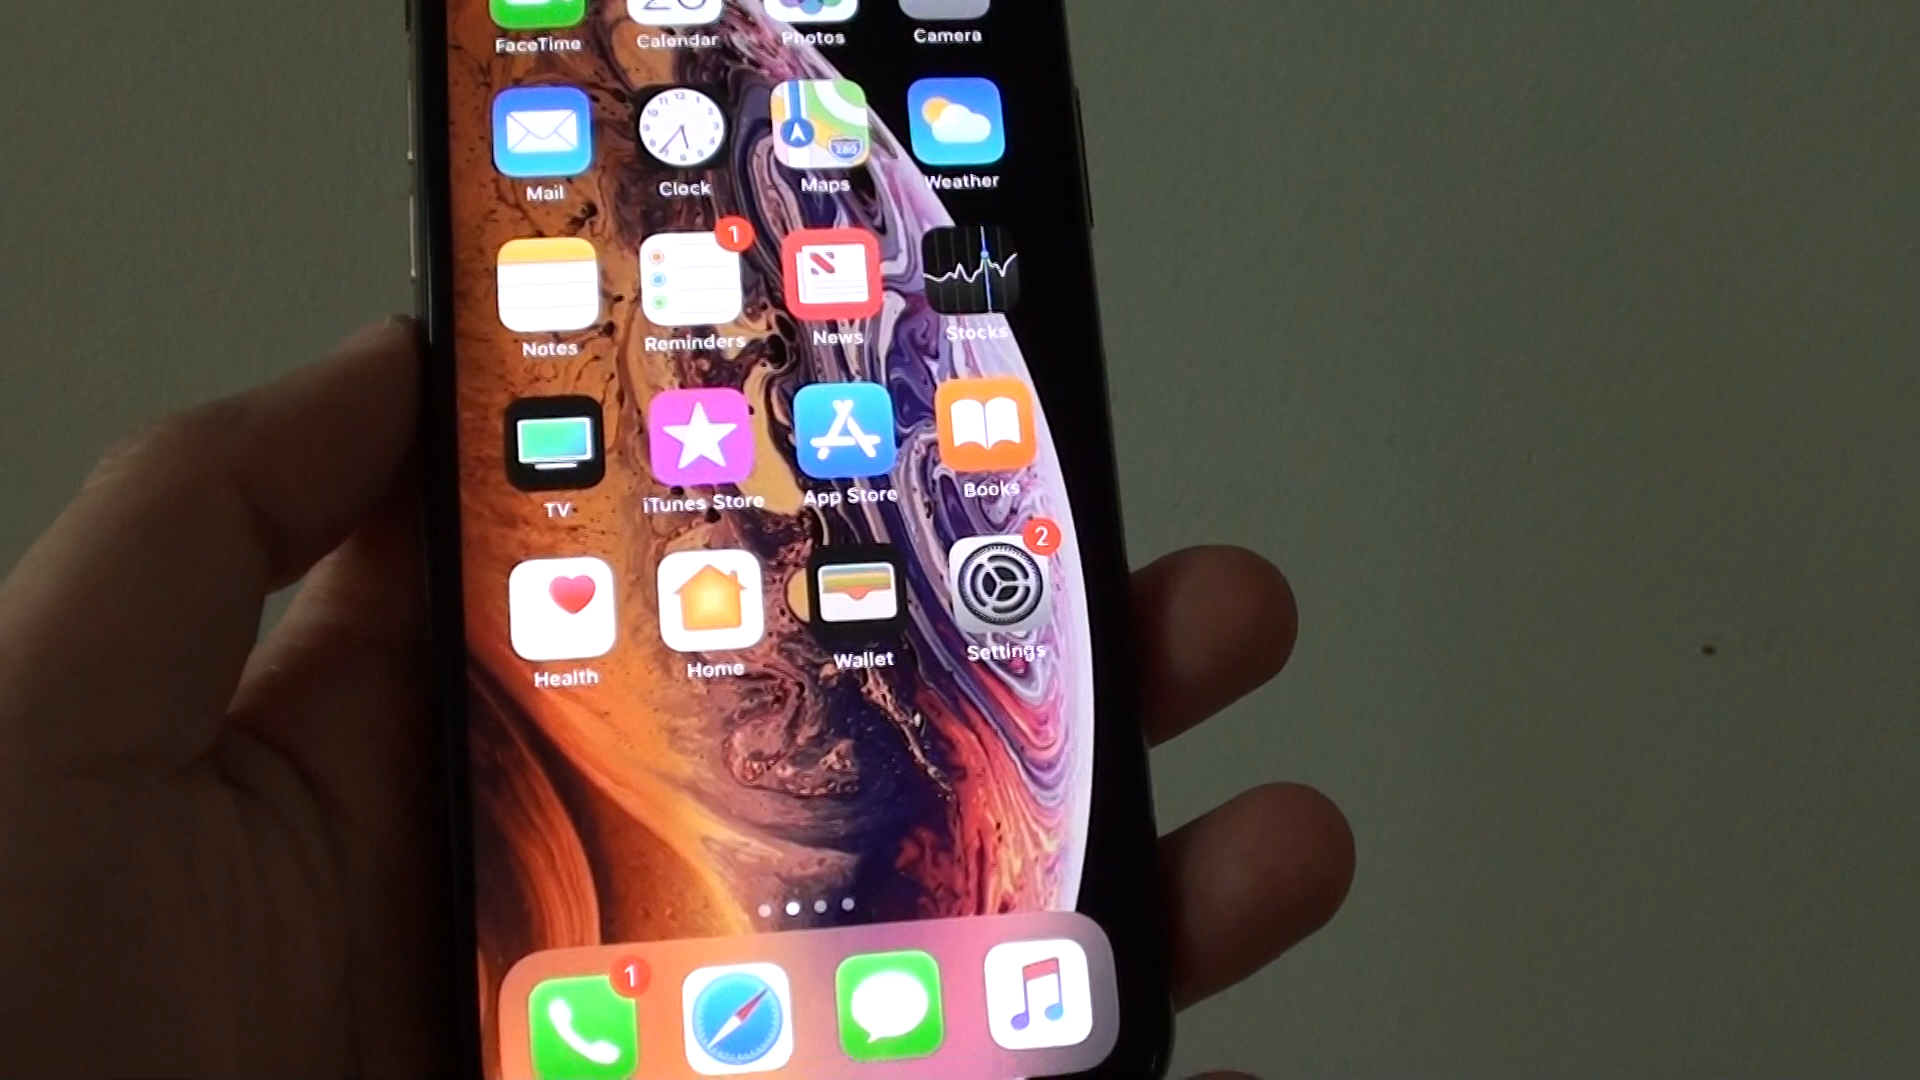 FaceTime Calendar Photos Camera
Mail Clock Maps Weather
1
Notes Reminders News Stocks
TV iTunes Store App Store Books
2
Health Home Wallet Settings
1